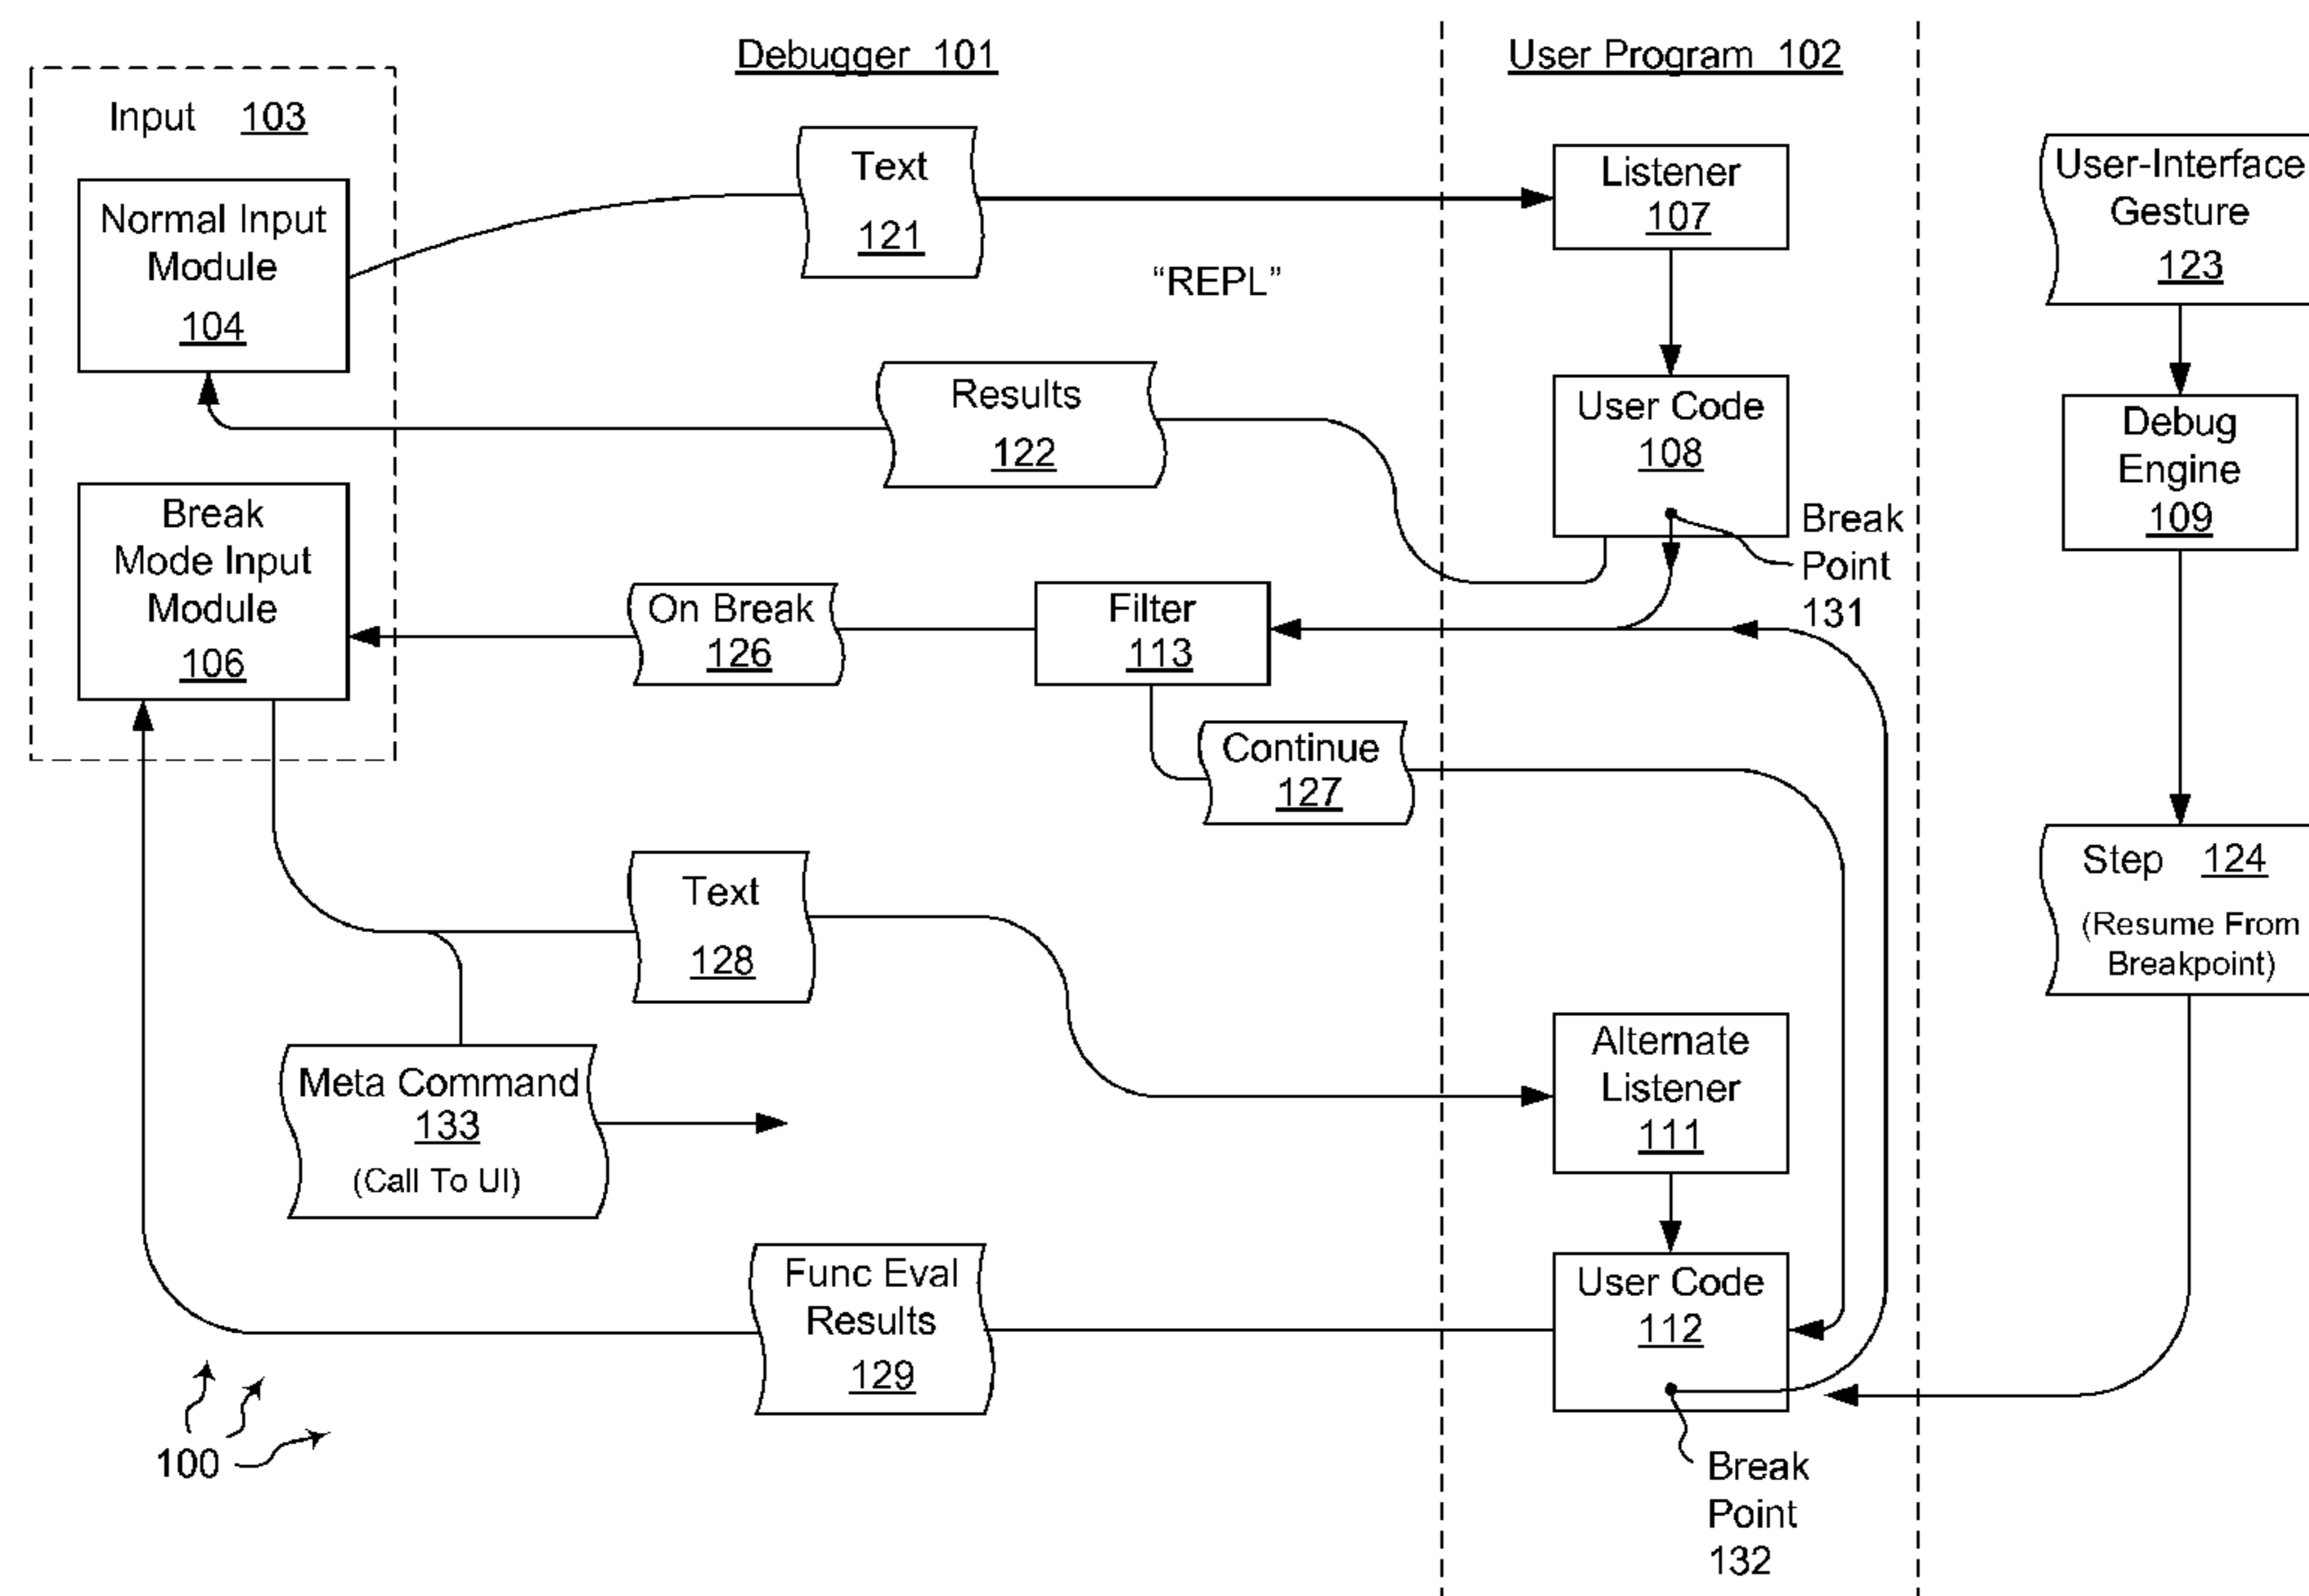 Debugger 101
User Program 102
Input 103
Normal Input
Module
104
Text
121
"REPL"
Listener
107
User-Interface
Gesture
123
Results
122
User Code
108
Break
Point
131
Debug
Engine
109
Break
Mode Input
Module
106
On Break
126
Filter
113
Continue
127
Text
128
Step 124
(Resume From
Breakpoint)
Meta Command
133
(Call To UI)
Alternate
Listener
111
Func Eval
Results
129
User Code
112
Break
Point
132
100